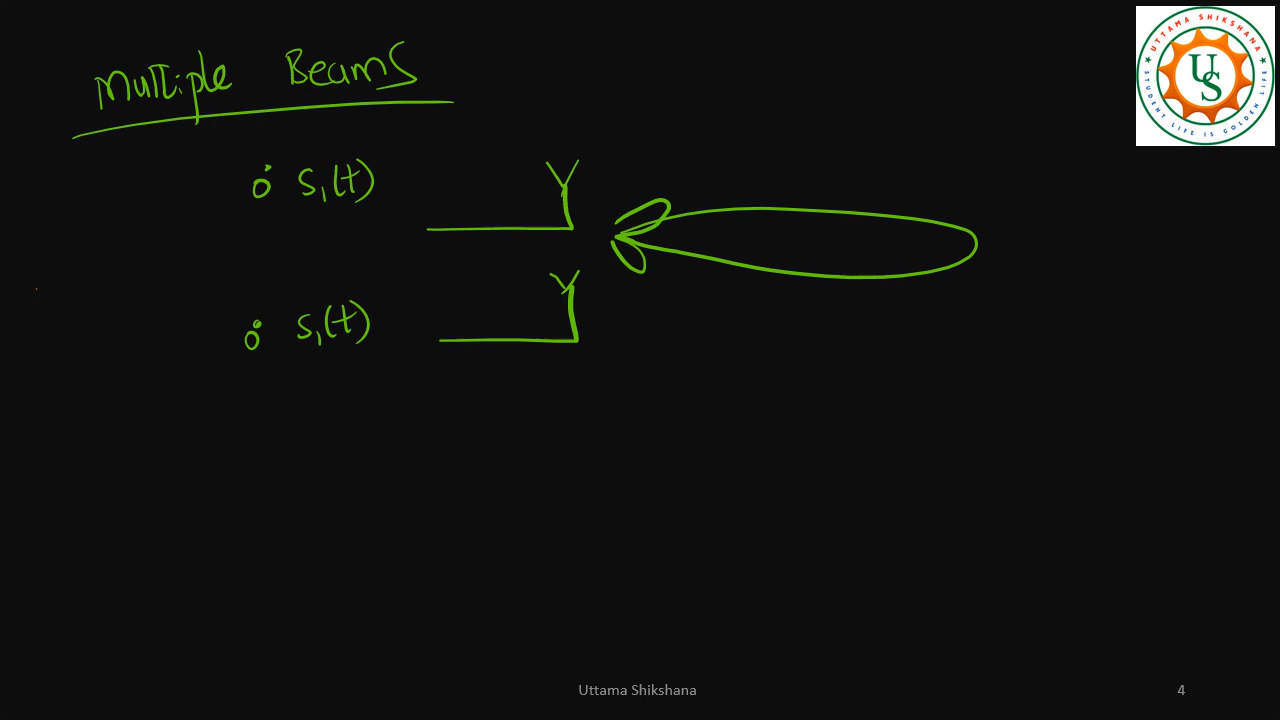 Multiple Beams
S₁(t)
S₁(t)
UTTAMA SHIKSHANA
US
STUDENT LIFE IS GOLDEN LIFE
Uttama Shikshana
4